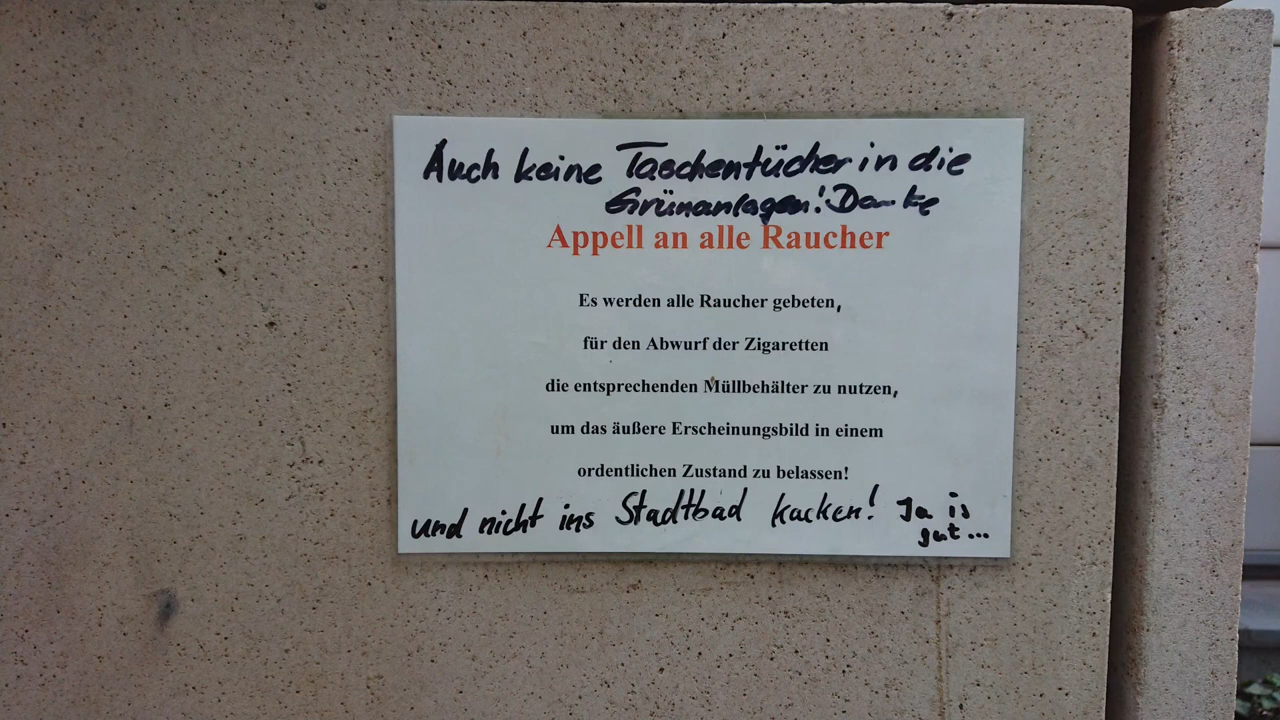 Auch keine Taschentücher in die
Grünanlagen! Danke
Appell an alle Raucher
Es werden alle Raucher gebeten,
für den Abwurf der Zigaretten
die entsprechenden Müllbehälter zu nutzen,
um das äußere Erscheinungsbild in einem
ordentlichen Zustand zu belassen!
und nicht ins Stadtbad kacken! Ja is
gut...